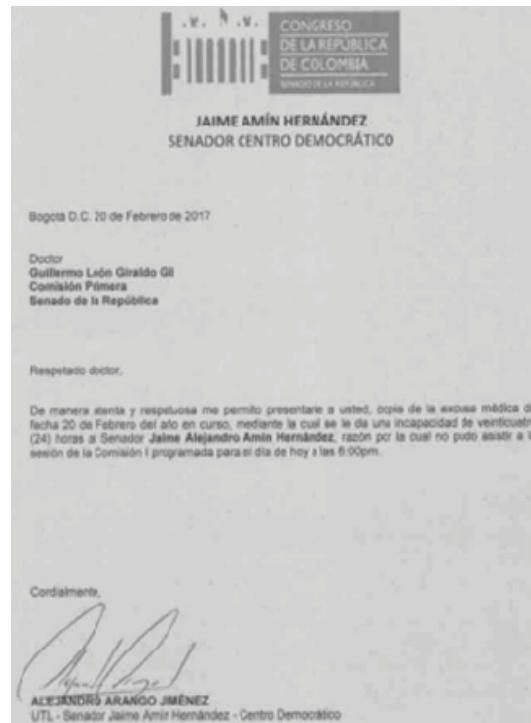 CONGRESO
DE LA REPÚBLICA
DE COLOMBIA
SENADO DE LA REPÚBLICA
JAIME AMÍN HERNÁNDEZ
SENADOR CENTRO DEMOCRÁTICO
Bogotá D.C. 20 de Febrero de 2017
Doctor
Guillermo León Giraldo Gil
Comisión Primera
Senado de la República
Respetado doctor,
De manera atenta y respetuosa me permito presentarle a usted, copia de la excusa médica d
fecha 20 de Febrero del año en curso, mediante la cual se le da una incapacidad de veinticuatr
(24) horas al Senador Jaime Alejandro Amin Hernández, razón por la cual no pudo asistir a l
sesión de la Comisión I programada para el día de hoy a las 6:00pm.
Cordialmente,
ALEJANDRO ARANGO JIMÉNEZ
UTL - Senador Jaime Amir Hernández - Centro Democrático